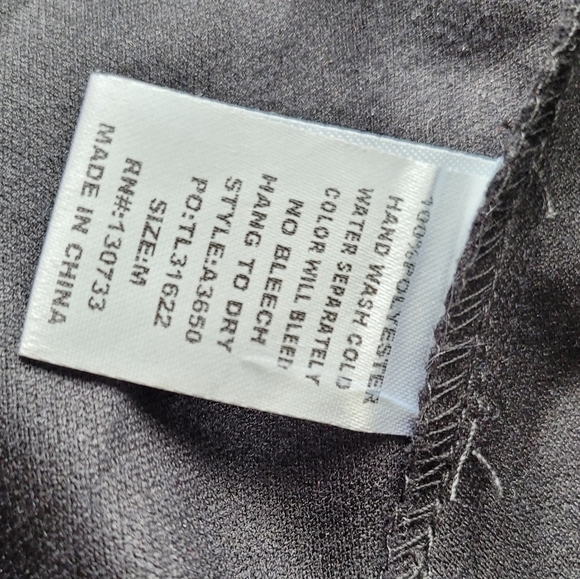 100% POLYESTER
HAND WASH COLD
WATER SEPARATELY
COLOR WILL BLEED
NO BLEECH
HANG TO DRY
STYLE:A3650
PO:TL31622
SIZE:M
RN#:130733
MADE IN CHINA